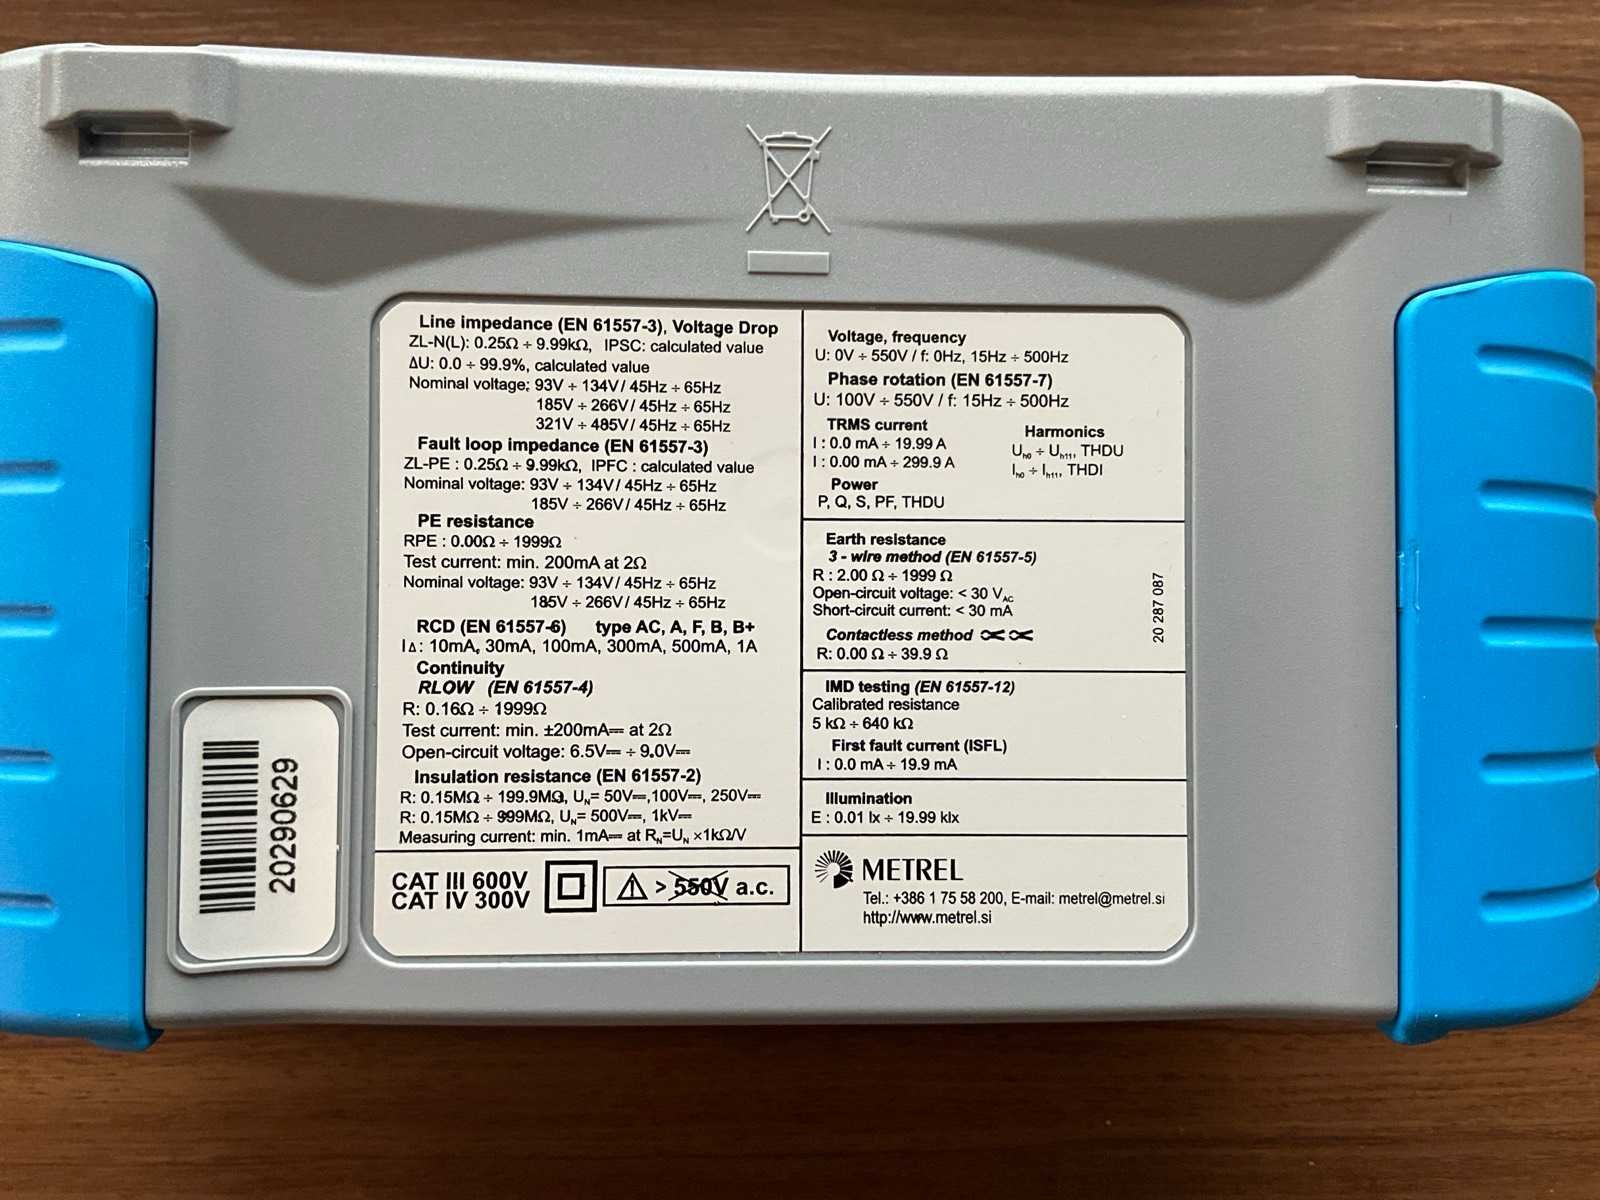 Line impedance (EN 61557-3), Voltage Drop
ZL-N(L): 0.25Ω ÷ 9.99kΩ, IPSC: calculated value
ΔU: 0.0 ÷ 99.9%, calculated value
Nominal voltage: 93V ÷ 134V / 45Hz ÷ 65Hz
185V ÷ 266V / 45Hz ÷ 65Hz
321V ÷ 485V / 45Hz ÷ 65Hz
Fault loop impedance (EN 61557-3)
ZL-PE : 0.25Ω ÷ 9.99kΩ, IPFC : calculated value
Nominal voltage: 93V ÷ 134V / 45Hz ÷ 65Hz
185V ÷ 266V / 45Hz ÷ 65Hz
PE resistance
RPE : 0.00Ω ÷ 1999Ω
Test current: min. 200mA at 2Ω
Nominal voltage: 93V ÷ 134V / 45Hz ÷ 65Hz
185V ÷ 266V / 45Hz ÷ 65Hz
RCD (EN 61557-6) type AC, A, F, B, B+
IΔ: 10mA, 30mA, 100mA, 300mA, 500mA, 1A
Continuity
RLOW (EN 61557-4)
R: 0.16Ω ÷ 1999Ω
Test current: min. ±200mA⎓ at 2Ω
Open-circuit voltage: 6.5V⎓ ÷ 9.0V⎓
Insulation resistance (EN 61557-2)
R: 0.15MΩ ÷ 199.9MΩ, UN= 50V⎓,100V⎓, 250V⎓
R: 0.15MΩ ÷ 999MΩ, UN= 500V⎓, 1kV⎓
Measuring current: min. 1mA⎓ at RN=UN ×1kΩ/V
CAT III 600V
CAT IV 300V
> 550V a.c.
Voltage, frequency
U: 0V ÷ 550V / f: 0Hz, 15Hz ÷ 500Hz
Phase rotation (EN 61557-7)
U: 100V ÷ 550V / f: 15Hz ÷ 500Hz
TRMS current
I : 0.0 mA ÷ 19.99 A
I : 0.00 mA ÷ 299.9 A
Harmonics
Uh0 ÷ Uh11, THDU
Ih0 ÷ Ih11, THDI
Power
P, Q, S, PF, THDU
Earth resistance
3 - wire method (EN 61557-5)
R : 2.00 Ω ÷ 1999 Ω
Open-circuit voltage: < 30 VAC
Short-circuit current: < 30 mA
Contactless method
R: 0.00 Ω ÷ 39.9 Ω
20 287 087
IMD testing (EN 61557-12)
Calibrated resistance
5 kΩ ÷ 640 kΩ
First fault current (ISFL)
I : 0.0 mA ÷ 19.9 mA
Illumination
E : 0.01 lx ÷ 19.99 klx
METREL
Tel.: +386 1 75 58 200, E-mail: metrel@metrel.si
http://www.metrel.si
20290629